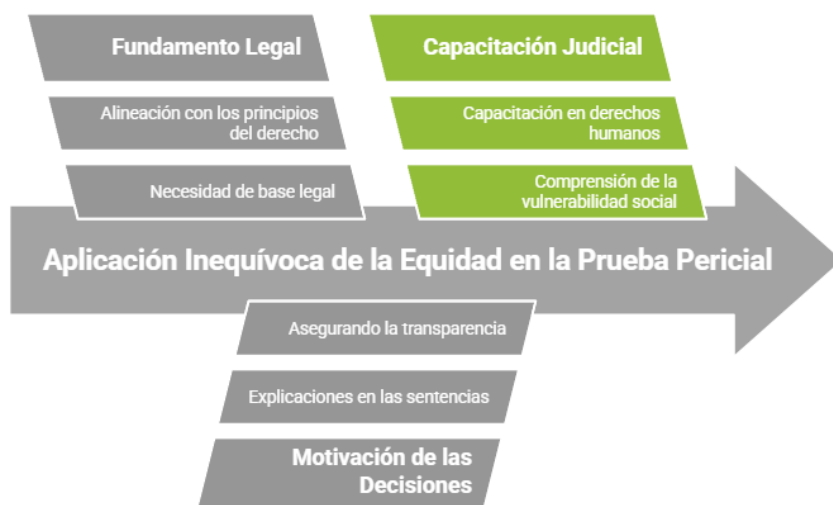 Fundamento Legal
Alineación con los principios
del derecho
Necesidad de base legal
Capacitación Judicial
Capacitación en derechos
humanos
Comprensión de la
vulnerabilidad social
Aplicación Inequívoca de la Equidad en la Prueba Pericial
Asegurando la transparencia
Explicaciones en las sentencias
Motivación de las
Decisiones